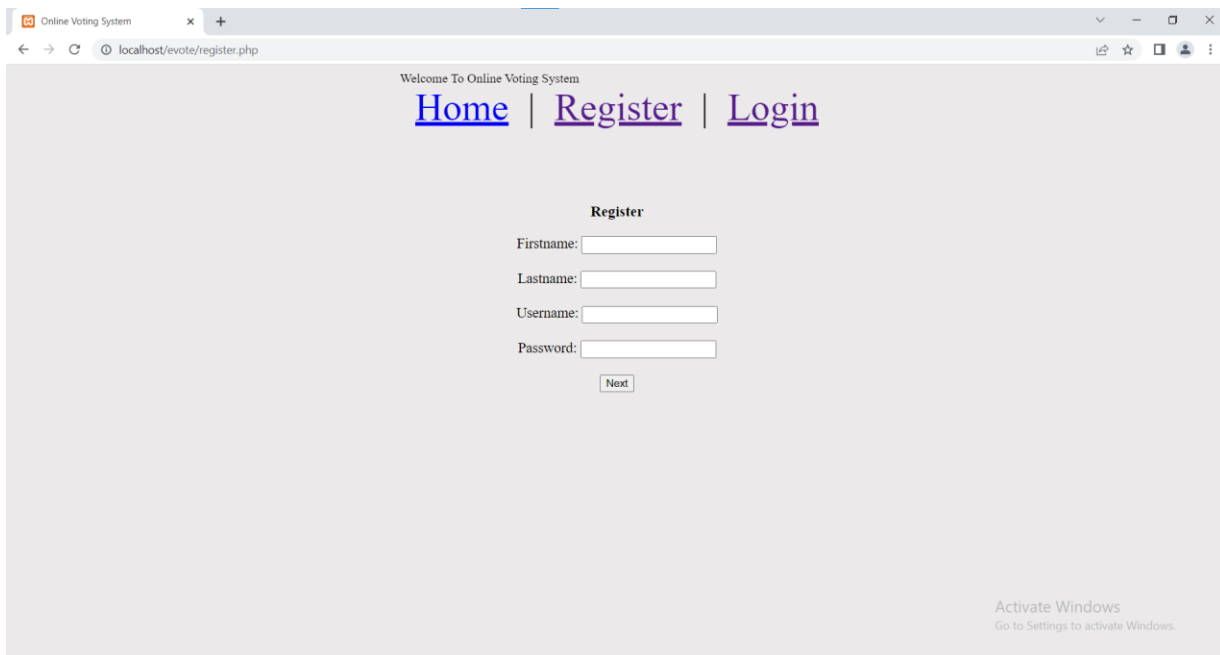 Online Voting System
localhost/evote/register.php
Welcome To Online Voting System
Home | Register | Login
Register
Firstname:
Lastname:
Username:
Password:
Next
Activate Windows
Go to Settings to activate Windows.